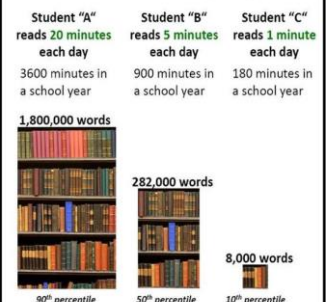 Student "A"
reads 20 minutes
each day
3600 minutes in
a school year
1,800,000 words
90th percentile
Student "B"
reads 5 minutes
each day
900 minutes in
a school year
282,000 words
50th percentile
Student "C"
reads 1 minute
each day
180 minutes in
a school year
8,000 words
10th percentile